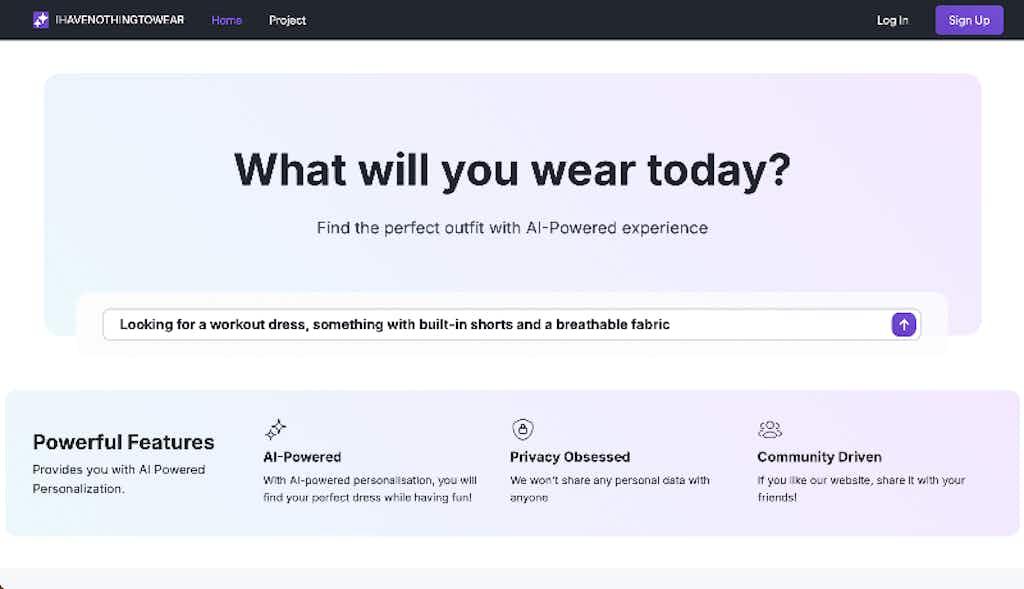 IHAVENOTHINGTOWEAR Home Project Log In Sign Up
What will you wear today?
Find the perfect outfit with AI-Powered experience
Looking for a workout dress, something with built-in shorts and a breathable fabric
Powerful Features
Provides you with AI Powered
Personalization.
AI-Powered
With AI-powered personalisation, you will
find your perfect dress while having fun!
Privacy Obsessed
We won't share any personal data with
anyone
Community Driven
If you like our website, share it with your
friends!